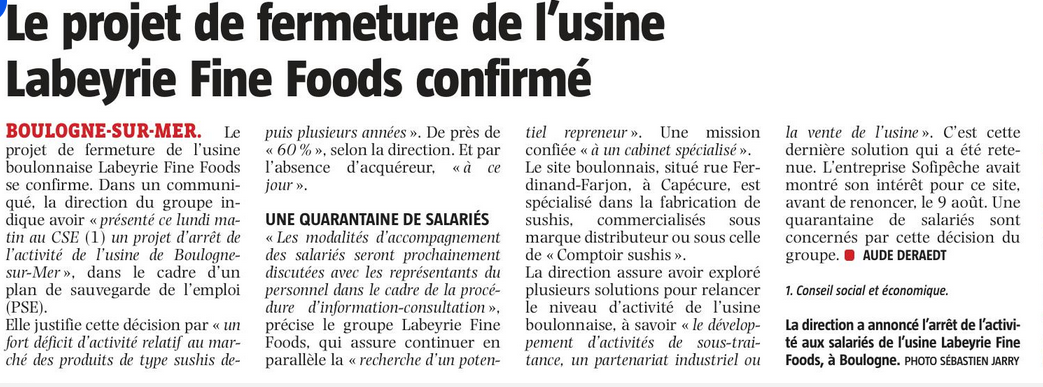 Le projet de fermeture de l’usine
Labeyrie Fine Foods confirmé
BOULOGNE-SUR-MER. Le
projet de fermeture de l’usine
boulonnaise Labeyrie Fine Foods
se confirme. Dans un communi-
qué, la direction du groupe in-
dique avoir « présenté ce lundi ma-
tin au CSE (1) un projet d’arrêt de
l’activité de l’usine de Boulogne-
sur-Mer », dans le cadre d’un
plan de sauvegarde de l’emploi
(PSE).
Elle justifie cette décision par « un
fort déficit d’activité relatif au mar-
ché des produits de type sushis de-
puis plusieurs années ». De près de
« 60 % », selon la direction. Et par
l’absence d’acquéreur, « à ce
jour ».
UNE QUARANTAINE DE SALARIÉS
« Les modalités d’accompagnement
des salariés seront prochainement
discutées avec les représentants du
personnel dans le cadre de la procé-
dure d’information-consultation »,
précise le groupe Labeyrie Fine
Foods, qui assure continuer en
parallèle la « recherche d’un poten-
tiel repreneur ». Une mission
confiée « à un cabinet spécialisé ».
Le site boulonnais, situé rue Fer-
dinand-Farjon, à Capécure, est
spécialisé dans la fabrication de
sushis, commercialisés sous
marque distributeur ou sous celle
de « Comptoir sushis ».
La direction assure avoir exploré
plusieurs solutions pour relancer
le niveau d’activité de l’usine
boulonnaise, à savoir « le dévelop-
pement d’activités de sous-trai-
tance, un partenariat industriel ou
la vente de l’usine ». C’est cette
dernière solution qui a été rete-
nue. L’entreprise Sofipêche avait
montré son intérêt pour ce site,
avant de renoncer, le 9 août. Une
quarantaine de salariés sont
concernés par cette décision du
groupe. AUDE DERAEDT
1. Conseil social et économique.
La direction a annoncé l’arrêt de l’activi-
té aux salariés de l’usine Labeyrie Fine
Foods, à Boulogne. PHOTO SÉBASTIEN JARRY